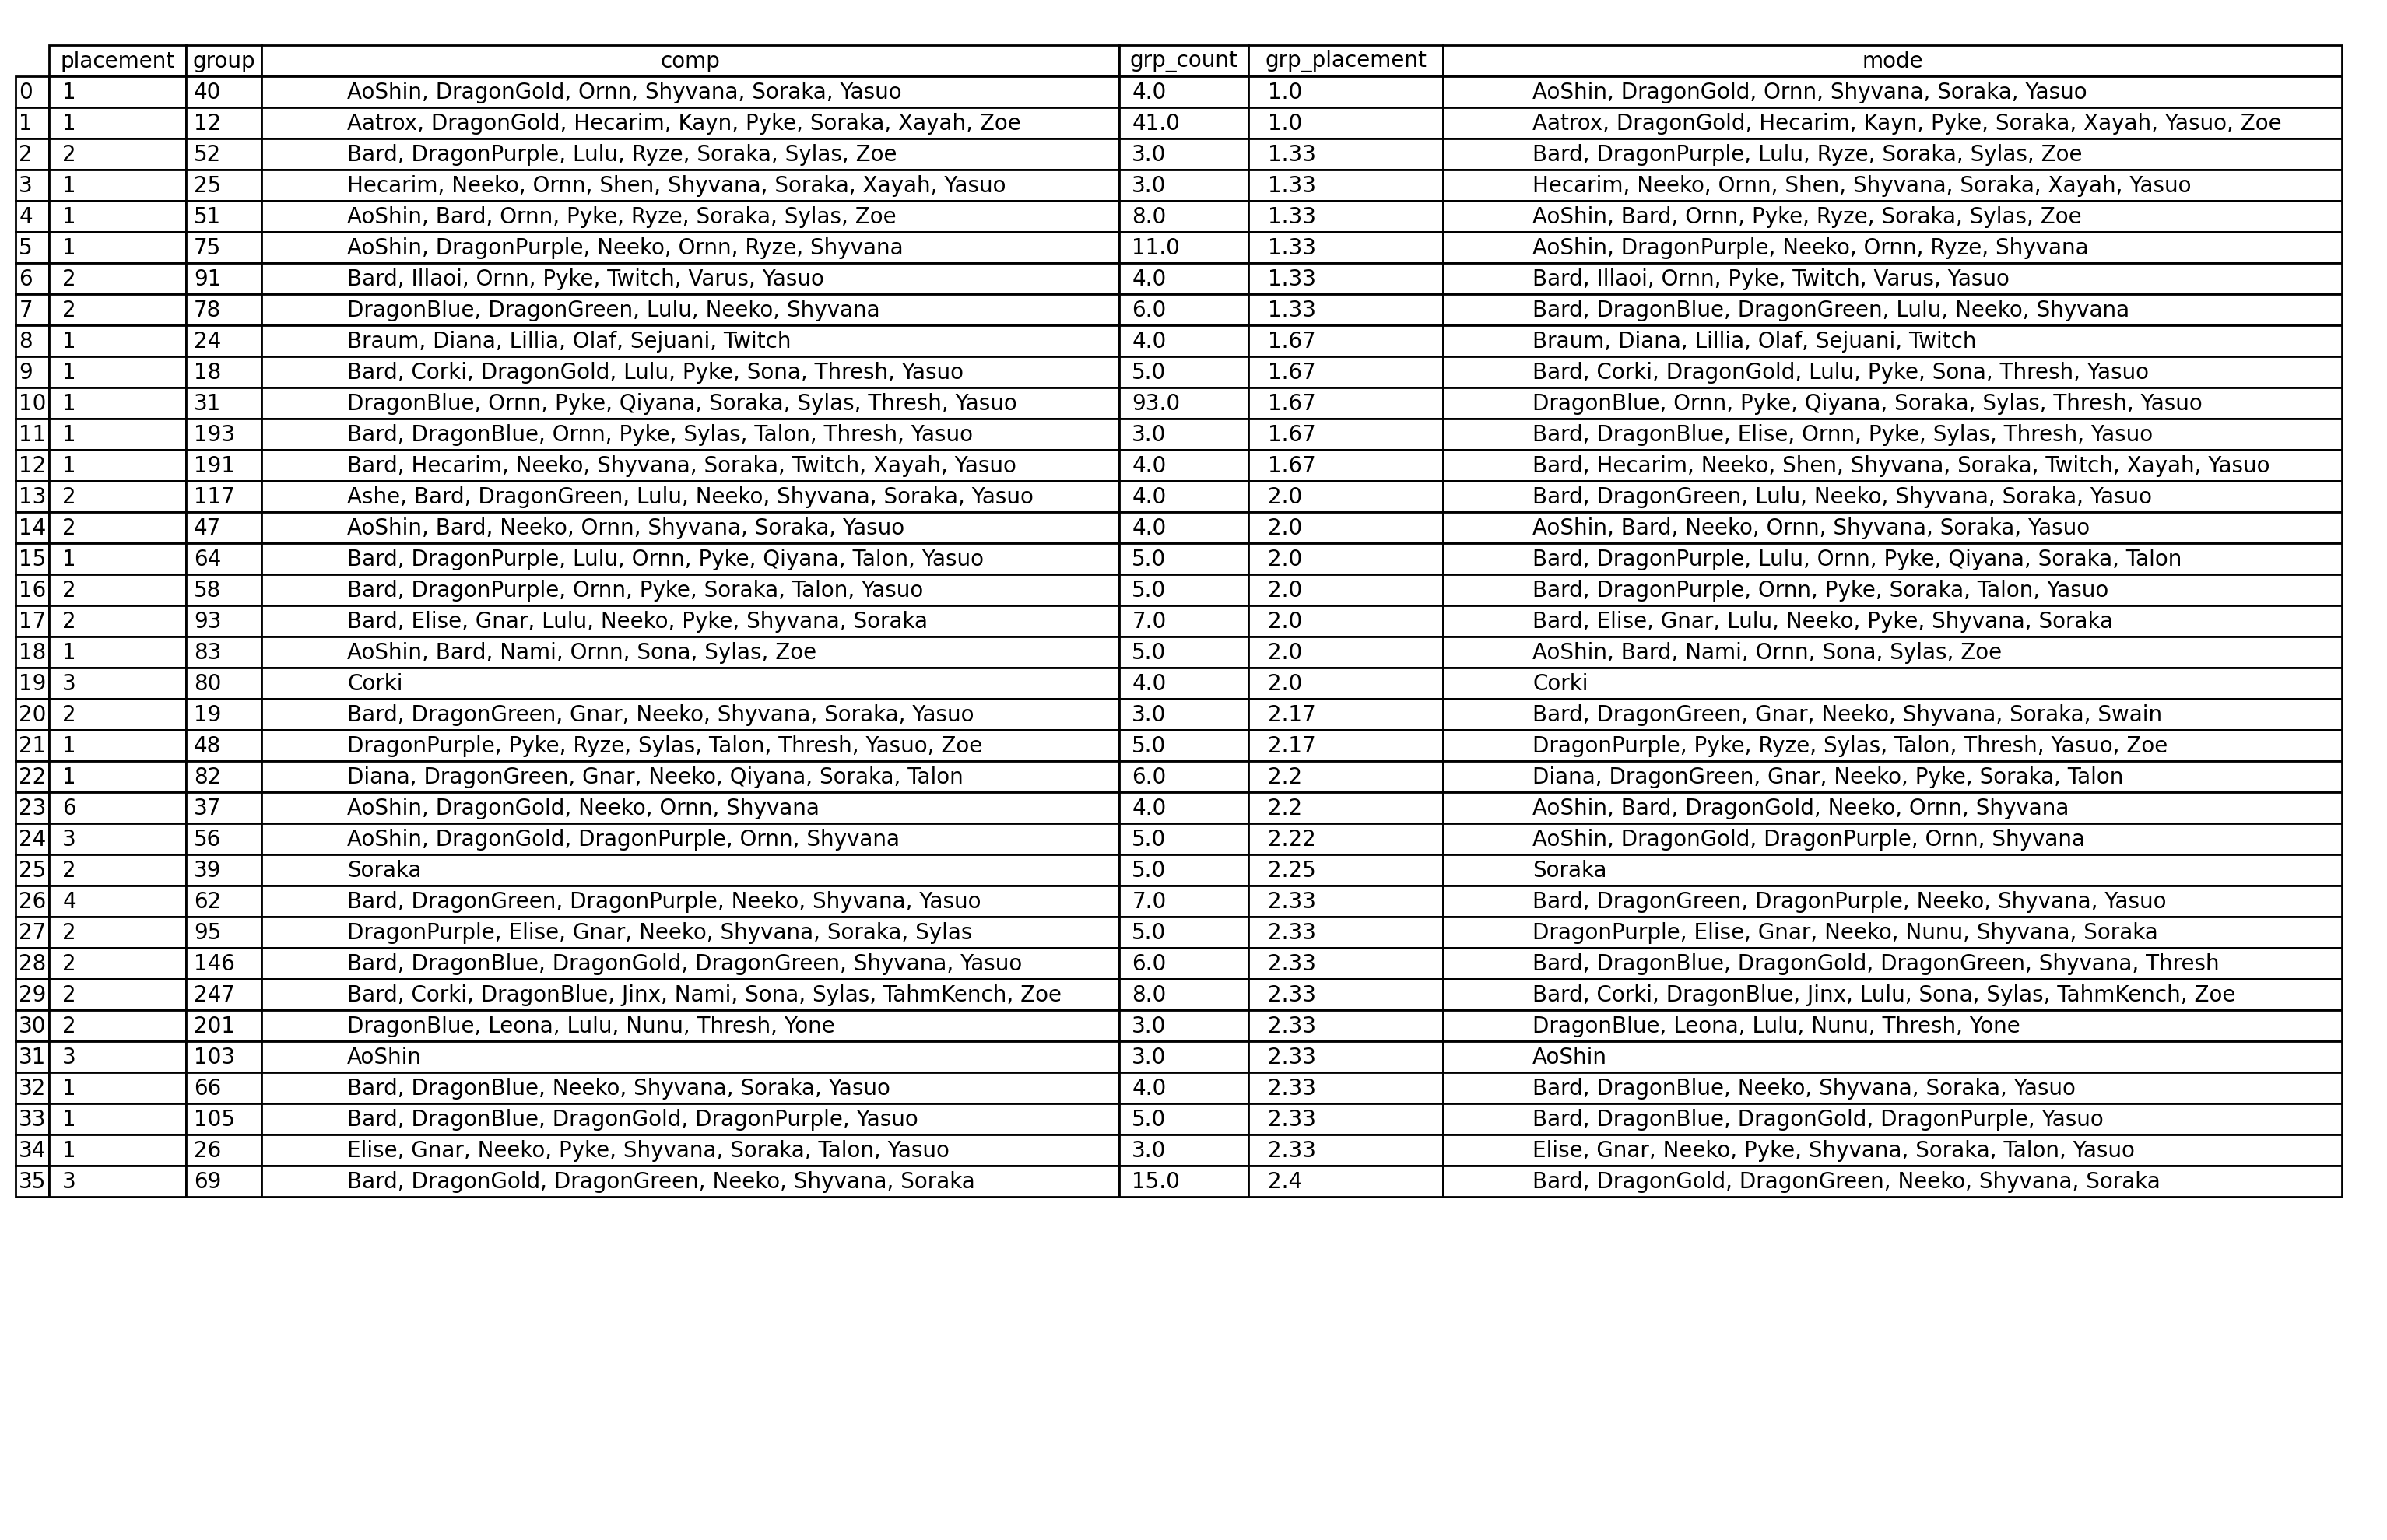 placement group comp grp_count grp_placement mode
0 1 40 AoShin, DragonGold, Ornn, Shyvana, Soraka, Yasuo 4.0 1.0 AoShin, DragonGold, Ornn, Shyvana, Soraka, Yasuo
1 1 12 Aatrox, DragonGold, Hecarim, Kayn, Pyke, Soraka, Xayah, Zoe 41.0 1.0 Aatrox, DragonGold, Hecarim, Kayn, Pyke, Soraka, Xayah, Yasuo, Zoe
2 2 52 Bard, DragonPurple, Lulu, Ryze, Soraka, Sylas, Zoe 3.0 1.33 Bard, DragonPurple, Lulu, Ryze, Soraka, Sylas, Zoe
3 1 25 Hecarim, Neeko, Ornn, Shen, Shyvana, Soraka, Xayah, Yasuo 3.0 1.33 Hecarim, Neeko, Ornn, Shen, Shyvana, Soraka, Xayah, Yasuo
4 1 51 AoShin, Bard, Ornn, Pyke, Ryze, Soraka, Sylas, Zoe 8.0 1.33 AoShin, Bard, Ornn, Pyke, Ryze, Soraka, Sylas, Zoe
5 1 75 AoShin, DragonPurple, Neeko, Ornn, Ryze, Shyvana 11.0 1.33 AoShin, DragonPurple, Neeko, Ornn, Ryze, Shyvana
6 2 91 Bard, Illaoi, Ornn, Pyke, Twitch, Varus, Yasuo 4.0 1.33 Bard, Illaoi, Ornn, Pyke, Twitch, Varus, Yasuo
7 2 78 DragonBlue, DragonGreen, Lulu, Neeko, Shyvana 6.0 1.33 Bard, DragonBlue, DragonGreen, Lulu, Neeko, Shyvana
8 1 24 Braum, Diana, Lillia, Olaf, Sejuani, Twitch 4.0 1.67 Braum, Diana, Lillia, Olaf, Sejuani, Twitch
9 1 18 Bard, Corki, DragonGold, Lulu, Pyke, Sona, Thresh, Yasuo 5.0 1.67 Bard, Corki, DragonGold, Lulu, Pyke, Sona, Thresh, Yasuo
10 1 31 DragonBlue, Ornn, Pyke, Qiyana, Soraka, Sylas, Thresh, Yasuo 93.0 1.67 DragonBlue, Ornn, Pyke, Qiyana, Soraka, Sylas, Thresh, Yasuo
11 1 193 Bard, DragonBlue, Ornn, Pyke, Sylas, Talon, Thresh, Yasuo 3.0 1.67 Bard, DragonBlue, Elise, Ornn, Pyke, Sylas, Thresh, Yasuo
12 1 191 Bard, Hecarim, Neeko, Shyvana, Soraka, Twitch, Xayah, Yasuo 4.0 1.67 Bard, Hecarim, Neeko, Shen, Shyvana, Soraka, Twitch, Xayah, Yasuo
13 2 117 Ashe, Bard, DragonGreen, Lulu, Neeko, Shyvana, Soraka, Yasuo 4.0 2.0 Bard, DragonGreen, Lulu, Neeko, Shyvana, Soraka, Yasuo
14 2 47 AoShin, Bard, Neeko, Ornn, Shyvana, Soraka, Yasuo 4.0 2.0 AoShin, Bard, Neeko, Ornn, Shyvana, Soraka, Yasuo
15 1 64 Bard, DragonPurple, Lulu, Ornn, Pyke, Qiyana, Talon, Yasuo 5.0 2.0 Bard, DragonPurple, Lulu, Ornn, Pyke, Qiyana, Soraka, Talon
16 2 58 Bard, DragonPurple, Ornn, Pyke, Soraka, Talon, Yasuo 5.0 2.0 Bard, DragonPurple, Ornn, Pyke, Soraka, Talon, Yasuo
17 2 93 Bard, Elise, Gnar, Lulu, Neeko, Pyke, Shyvana, Soraka 7.0 2.0 Bard, Elise, Gnar, Lulu, Neeko, Pyke, Shyvana, Soraka
18 1 83 AoShin, Bard, Nami, Ornn, Sona, Sylas, Zoe 5.0 2.0 AoShin, Bard, Nami, Ornn, Sona, Sylas, Zoe
19 3 80 Corki 4.0 2.0 Corki
20 2 19 Bard, DragonGreen, Gnar, Neeko, Shyvana, Soraka, Yasuo 3.0 2.17 Bard, DragonGreen, Gnar, Neeko, Shyvana, Soraka, Swain
21 1 48 DragonPurple, Pyke, Ryze, Sylas, Talon, Thresh, Yasuo, Zoe 5.0 2.17 DragonPurple, Pyke, Ryze, Sylas, Talon, Thresh, Yasuo, Zoe
22 1 82 Diana, DragonGreen, Gnar, Neeko, Qiyana, Soraka, Talon 6.0 2.2 Diana, DragonGreen, Gnar, Neeko, Pyke, Soraka, Talon
23 6 37 AoShin, DragonGold, Neeko, Ornn, Shyvana 4.0 2.2 AoShin, Bard, DragonGold, Neeko, Ornn, Shyvana
24 3 56 AoShin, DragonGold, DragonPurple, Ornn, Shyvana 5.0 2.22 AoShin, DragonGold, DragonPurple, Ornn, Shyvana
25 2 39 Soraka 5.0 2.25 Soraka
26 4 62 Bard, DragonGreen, DragonPurple, Neeko, Shyvana, Yasuo 7.0 2.33 Bard, DragonGreen, DragonPurple, Neeko, Shyvana, Yasuo
27 2 95 DragonPurple, Elise, Gnar, Neeko, Shyvana, Soraka, Sylas 5.0 2.33 DragonPurple, Elise, Gnar, Neeko, Nunu, Shyvana, Soraka
28 2 146 Bard, DragonBlue, DragonGold, DragonGreen, Shyvana, Yasuo 6.0 2.33 Bard, DragonBlue, DragonGold, DragonGreen, Shyvana, Thresh
29 2 247 Bard, Corki, DragonBlue, Jinx, Nami, Sona, Sylas, TahmKench, Zoe 8.0 2.33 Bard, Corki, DragonBlue, Jinx, Lulu, Sona, Sylas, TahmKench, Zoe
30 2 201 DragonBlue, Leona, Lulu, Nunu, Thresh, Yone 3.0 2.33 DragonBlue, Leona, Lulu, Nunu, Thresh, Yone
31 3 103 AoShin 3.0 2.33 AoShin
32 1 66 Bard, DragonBlue, Neeko, Shyvana, Soraka, Yasuo 4.0 2.33 Bard, DragonBlue, Neeko, Shyvana, Soraka, Yasuo
33 1 105 Bard, DragonBlue, DragonGold, DragonPurple, Yasuo 5.0 2.33 Bard, DragonBlue, DragonGold, DragonPurple, Yasuo
34 1 26 Elise, Gnar, Neeko, Pyke, Shyvana, Soraka, Talon, Yasuo 3.0 2.33 Elise, Gnar, Neeko, Pyke, Shyvana, Soraka, Talon, Yasuo
35 3 69 Bard, DragonGold, DragonGreen, Neeko, Shyvana, Soraka 15.0 2.4 Bard, DragonGold, DragonGreen, Neeko, Shyvana, Soraka